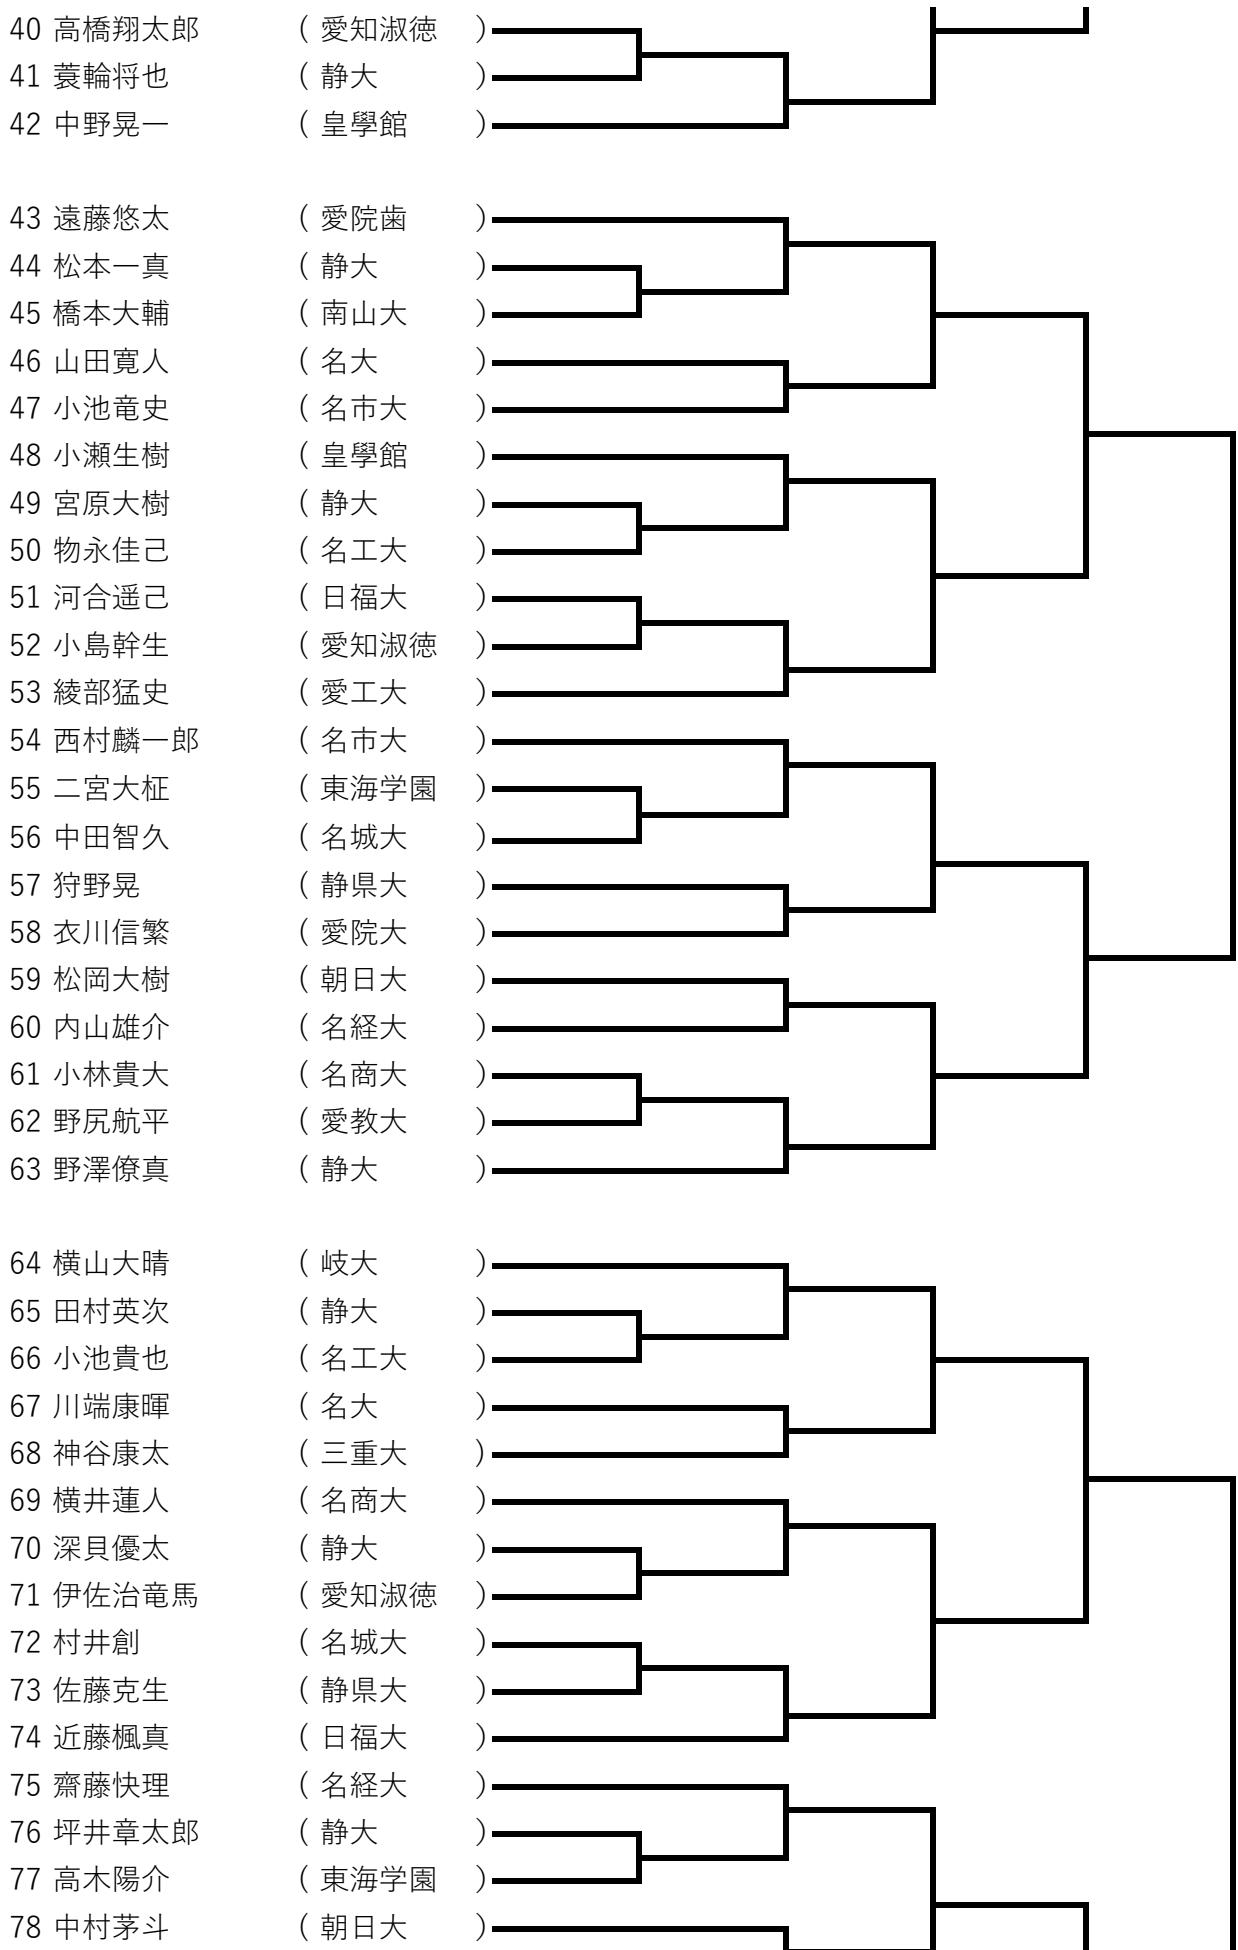 40 高橋翔太郎 ( 愛知淑徳 )
41 蓑輪将也 ( 静大 )
42 中野晃一 ( 皇學館 )
43 遠藤悠太 ( 愛院歯 )
44 松本一真 ( 静大 )
45 橋本大輔 ( 南山大 )
46 山田寛人 ( 名大 )
47 小池竜史 ( 名市大 )
48 小瀬生樹 ( 皇學館 )
49 宮原大樹 ( 静大 )
50 物永佳己 ( 名工大 )
51 河合遥己 ( 日福大 )
52 小島幹生 ( 愛知淑徳 )
53 綾部猛史 ( 愛工大 )
54 西村麟一郎 ( 名市大 )
55 二宮大柾 ( 東海学園 )
56 中田智久 ( 名城大 )
57 狩野晃 ( 静県大 )
58 衣川信繁 ( 愛院大 )
59 松岡大樹 ( 朝日大 )
60 内山雄介 ( 名経大 )
61 小林貴大 ( 名商大 )
62 野尻航平 ( 愛教大 )
63 野澤僚真 ( 静大 )
64 横山大晴 ( 岐大 )
65 田村英次 ( 静大 )
66 小池貴也 ( 名工大 )
67 川端康暉 ( 名大 )
68 神谷康太 ( 三重大 )
69 横井蓮人 ( 名商大 )
70 深貝優太 ( 静大 )
71 伊佐治竜馬 ( 愛知淑徳 )
72 村井創 ( 名城大 )
73 佐藤克生 ( 静県大 )
74 近藤楓真 ( 日福大 )
75 齋藤快理 ( 名経大 )
76 坪井章太郎 ( 静大 )
77 高木陽介 ( 東海学園 )
78 中村茅斗 ( 朝日大 )